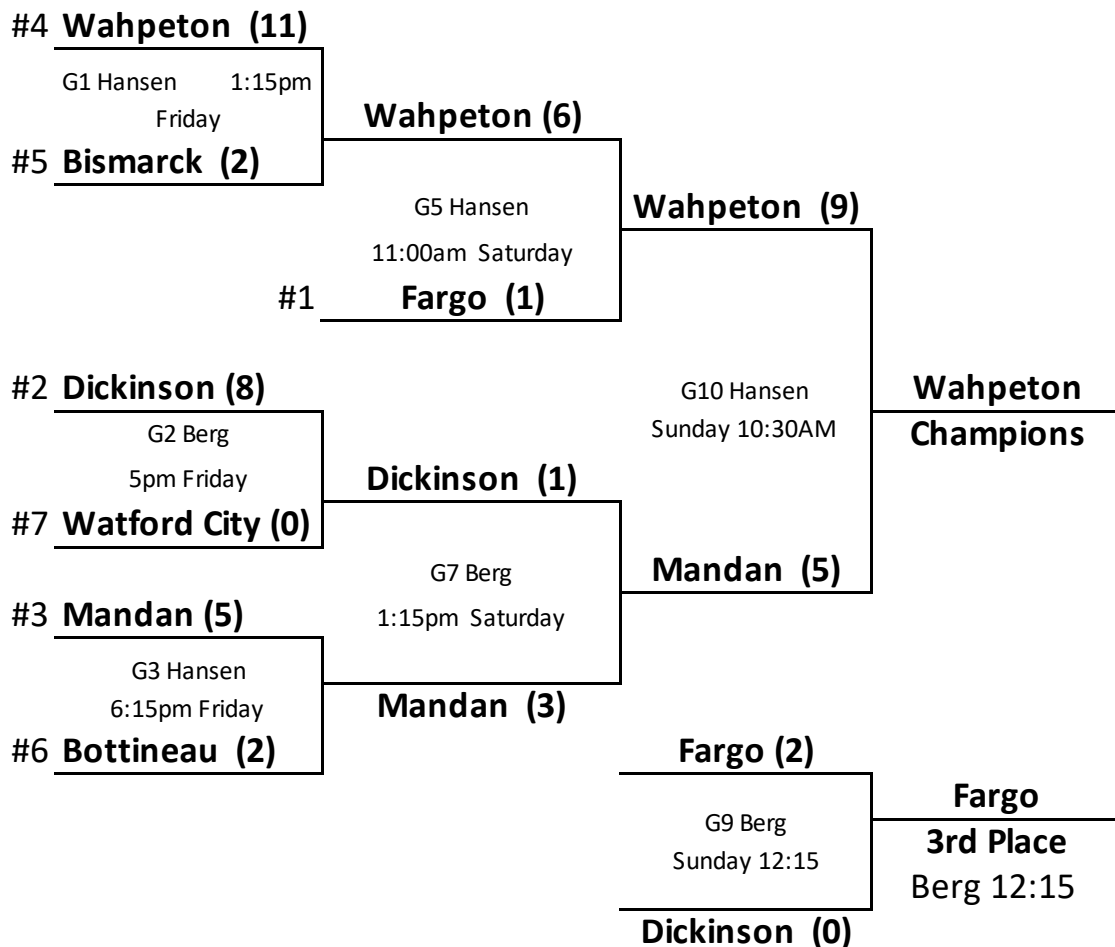 #4 Wahpeton (11)
G1 Hansen 1:15pm
Friday
#5 Bismarck (2)
Wahpeton (6)
G5 Hansen
11:00am Saturday
#1 Fargo (1)
Wahpeton (9)
#2 Dickinson (8)
G2 Berg
5pm Friday
#7 Watford City (0)
Dickinson (1)
G7 Berg
1:15pm Saturday
#3 Mandan (5)
G3 Hansen
6:15pm Friday
#6 Bottineau (2)
Mandan (3)
Mandan (5)
G10 Hansen
Sunday 10:30AM
Wahpeton
Champions
Fargo (2)
G9 Berg
Sunday 12:15
Dickinson (0)
Fargo
3rd Place
Berg 12:15